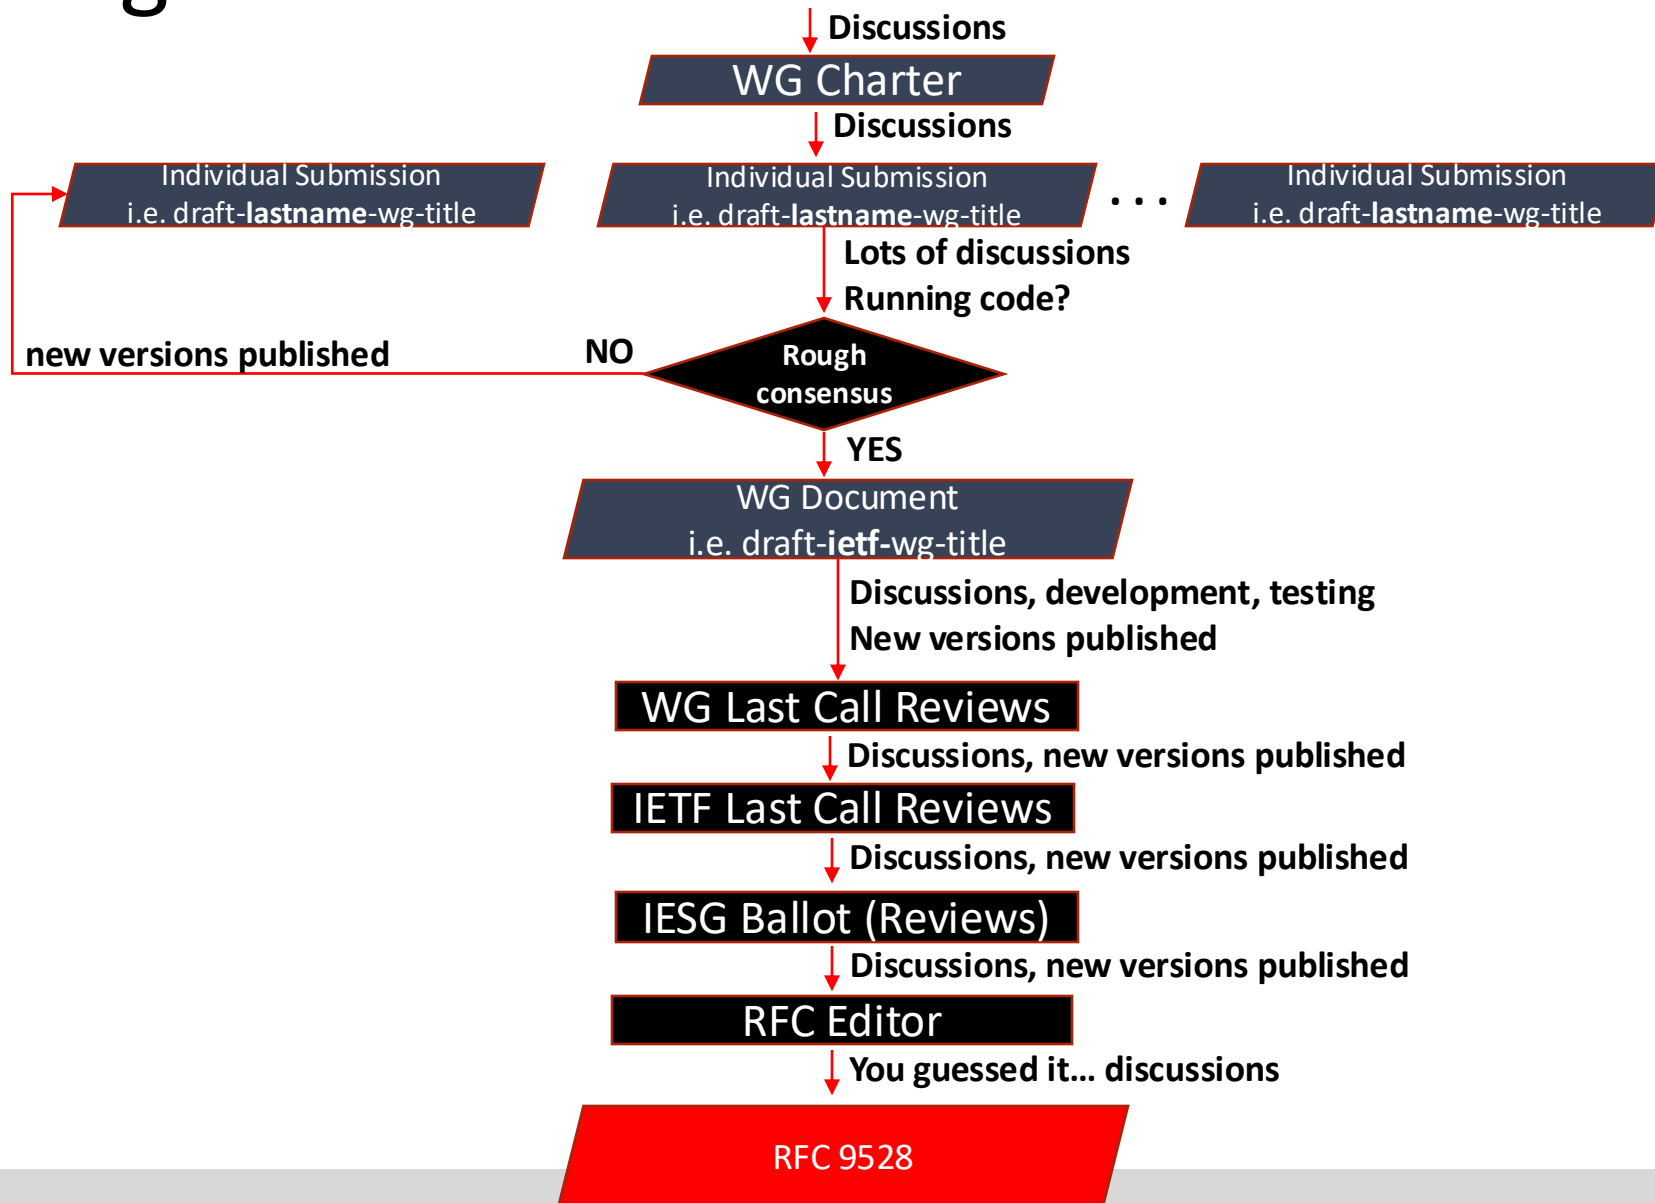 Discussions
WG Charter
Discussions
Individual Submission
i.e. draft-lastname-wg-title
Individual Submission
i.e. draft-lastname-wg-title
...
Individual Submission
i.e. draft-lastname-wg-title
Lots of discussions
Running code?
new versions published
NO
Rough
consensus
YES
WG Document
i.e. draft-ietf-wg-title
Discussions, development, testing
New versions published
WG Last Call Reviews
Discussions, new versions published
IETF Last Call Reviews
Discussions, new versions published
IESG Ballot (Reviews)
Discussions, new versions published
RFC Editor
You guessed it... discussions
RFC 9528